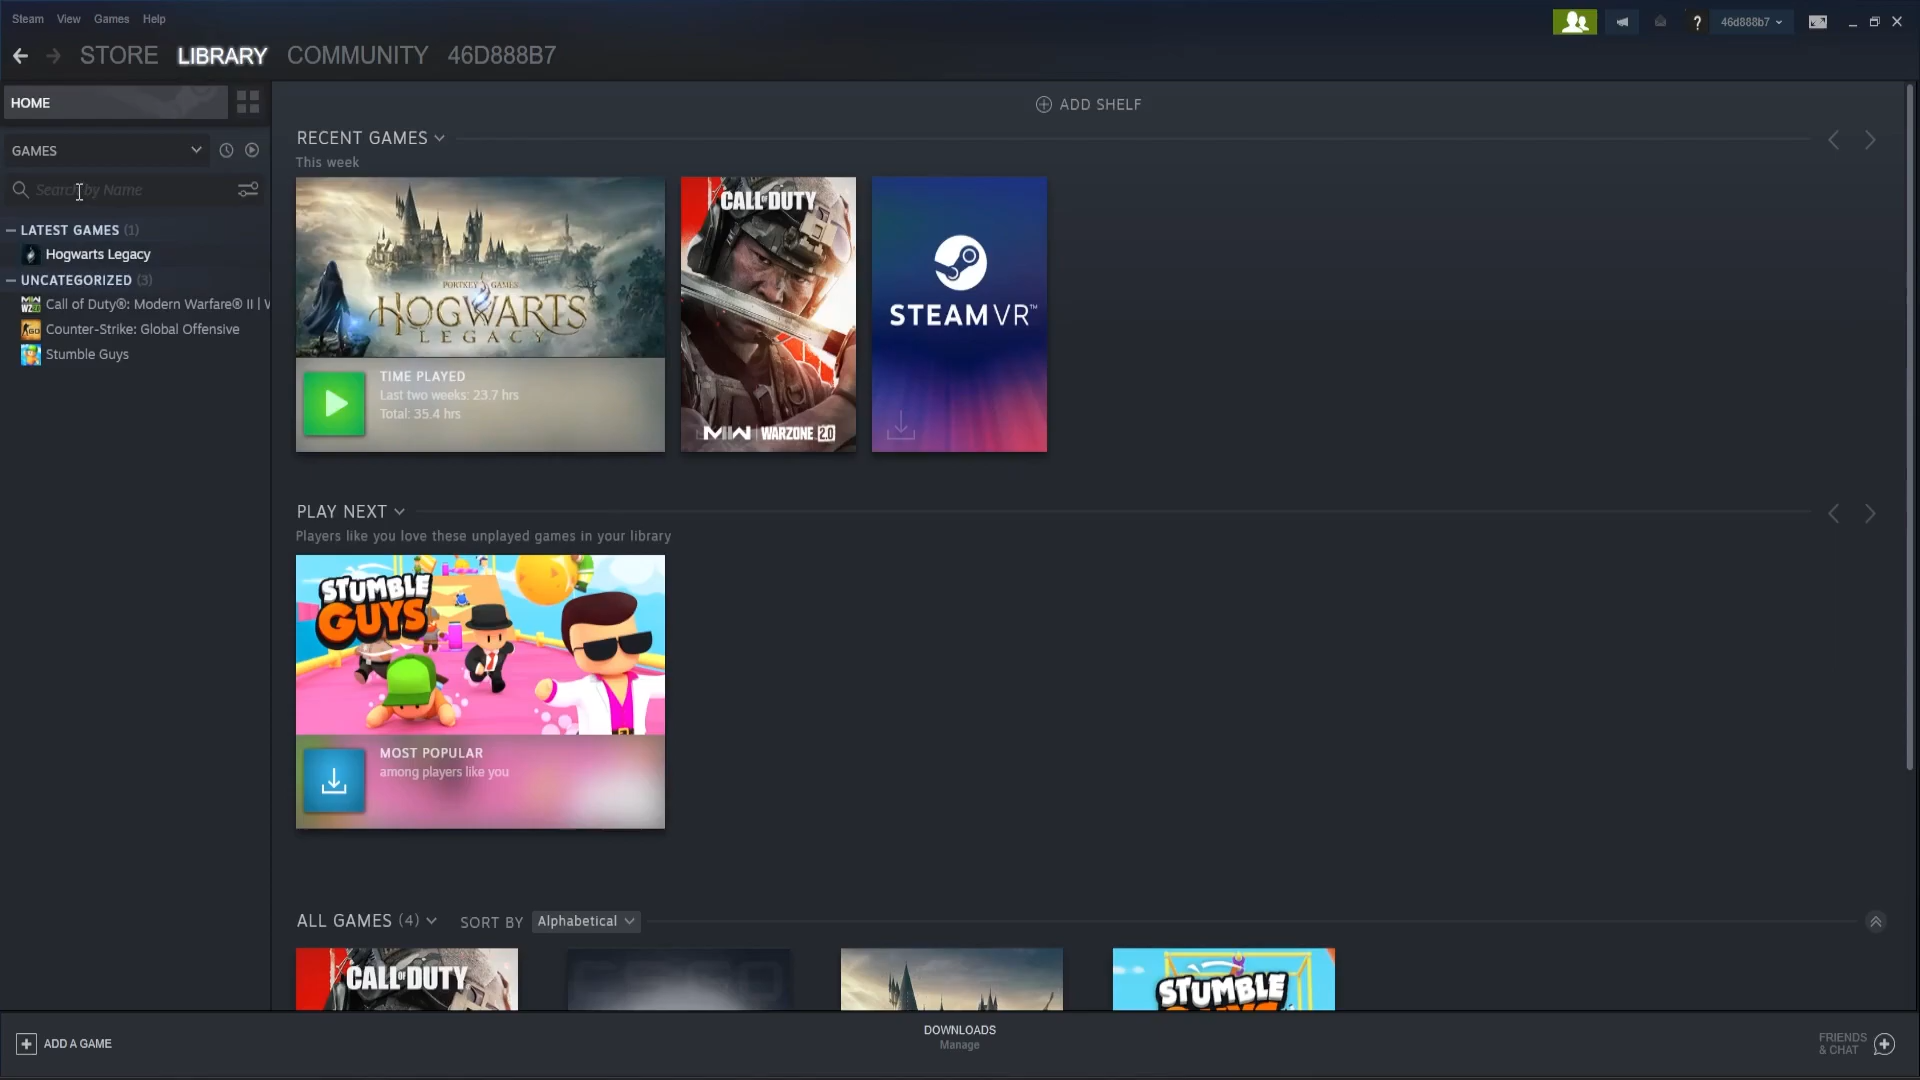 Steam View Games Help
46d888b7
STORE LIBRARY COMMUNITY 46D888B7
HOME
ADD SHELF
GAMES
RECENT GAMES
This week
Search by Name
LATEST GAMES (1)
Hogwarts Legacy
UNCATEGORIZED (3)
Call of Duty®: Modern Warfare® II | W
Counter-Strike: Global Offensive
Stumble Guys
PORTKEY GAMES
HOGWARTS
LEGACY
TIME PLAYED
Last two weeks: 23.7 hrs
Total: 35.4 hrs
CALL OF DUTY
MW WARZONE 2.0
STEAMVR™
PLAY NEXT
Players like you love these unplayed games in your library
STUMBLE
GUYS
MOST POPULAR
among players like you
ALL GAMES (4) SORT BY Alphabetical
CALL OF DUTY
CSGO
STUMBLE
ADD A GAME
DOWNLOADS
Manage
FRIENDS
& CHAT